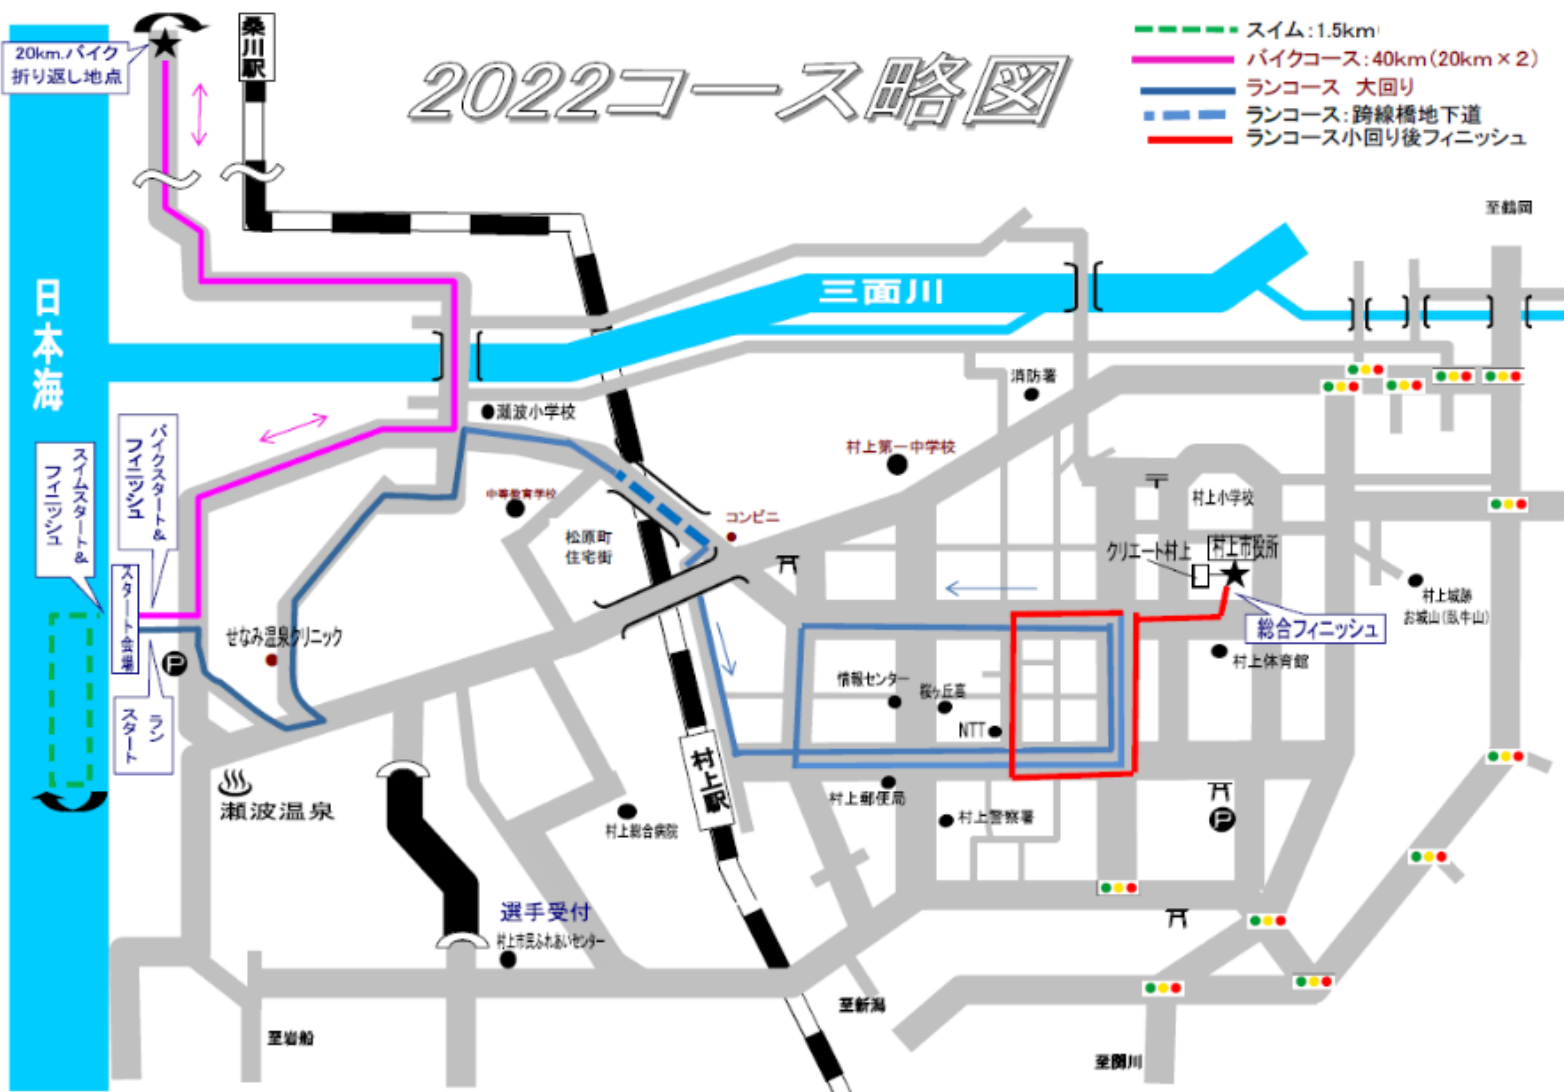 2022コース略図
スイム:1.5km
バイクコース:40km(20km×2)
ランコース 大回り
ランコース:跨線橋地下道
ランコース小回り後フィニッシュ
20km.バイク
折り返し地点
桑川駅
至鶴岡
日本海
三面川
消防署
瀬波小学校
村上第一中学校
バイクスタート&
フィニッシュ
スイムスタート&
フィニッシュ
中等教育学校
コンビニ
松原町
住宅街
〒
村上小学校
クリエート村上
村上市役所
村上城跡
お城山(臥牛山)
総合フィニッシュ
スタート会場
せなみ温泉クリニック
P
村上体育館
情報センター
桜ヶ丘高
NTT
ラン
スタート
村上駅
瀬波温泉
村上郵便局
村上総合病院
村上警察署
P
選手受付
村上市民ふれあいセンター
至新潟
至岩船
至関川